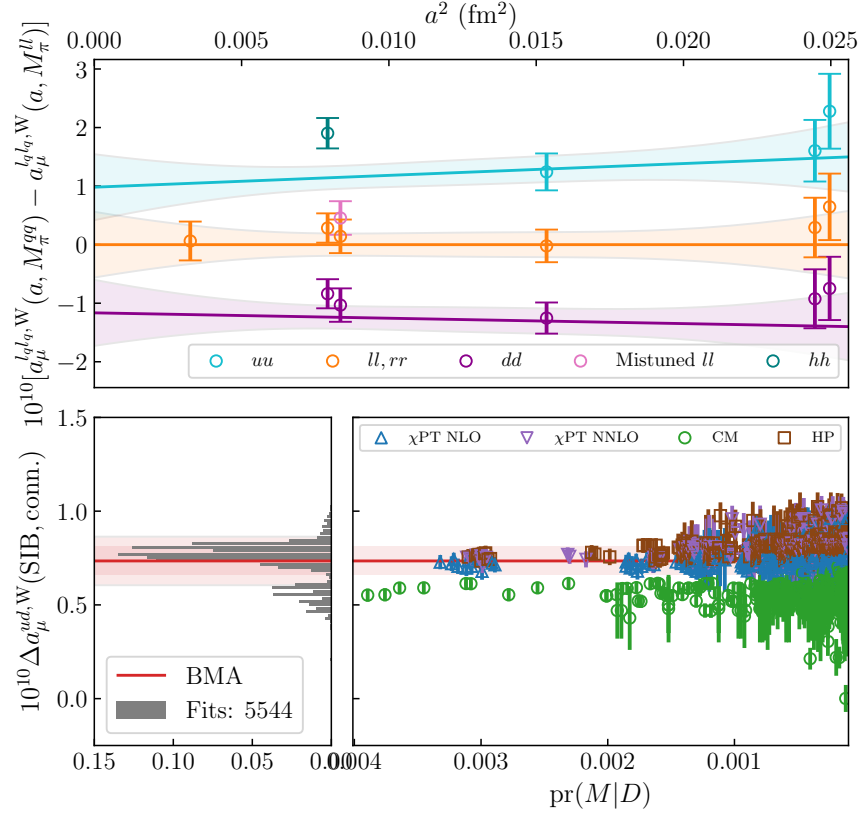 a² (fm²)
0.000 0.005 0.010 0.015 0.020 0.025
10¹⁰[a_μ^{l_q l_q,W}(a, M_π^{qq}) − a_μ^{l_q l_q,W}(a, M_π^{ll})]
3
2
1
0
−1
−2
uu ll, rr dd Mistuned ll hh
10¹⁰Δa_μ^{ud,W}(SIB, conn.)
1.5
1.0
0.5
0.0
χPT NLO χPT NNLO CM HP
BMA
Fits: 5544
0.15 0.10 0.05 0.00
0.004 0.003 0.002 0.001
pr(M|D)